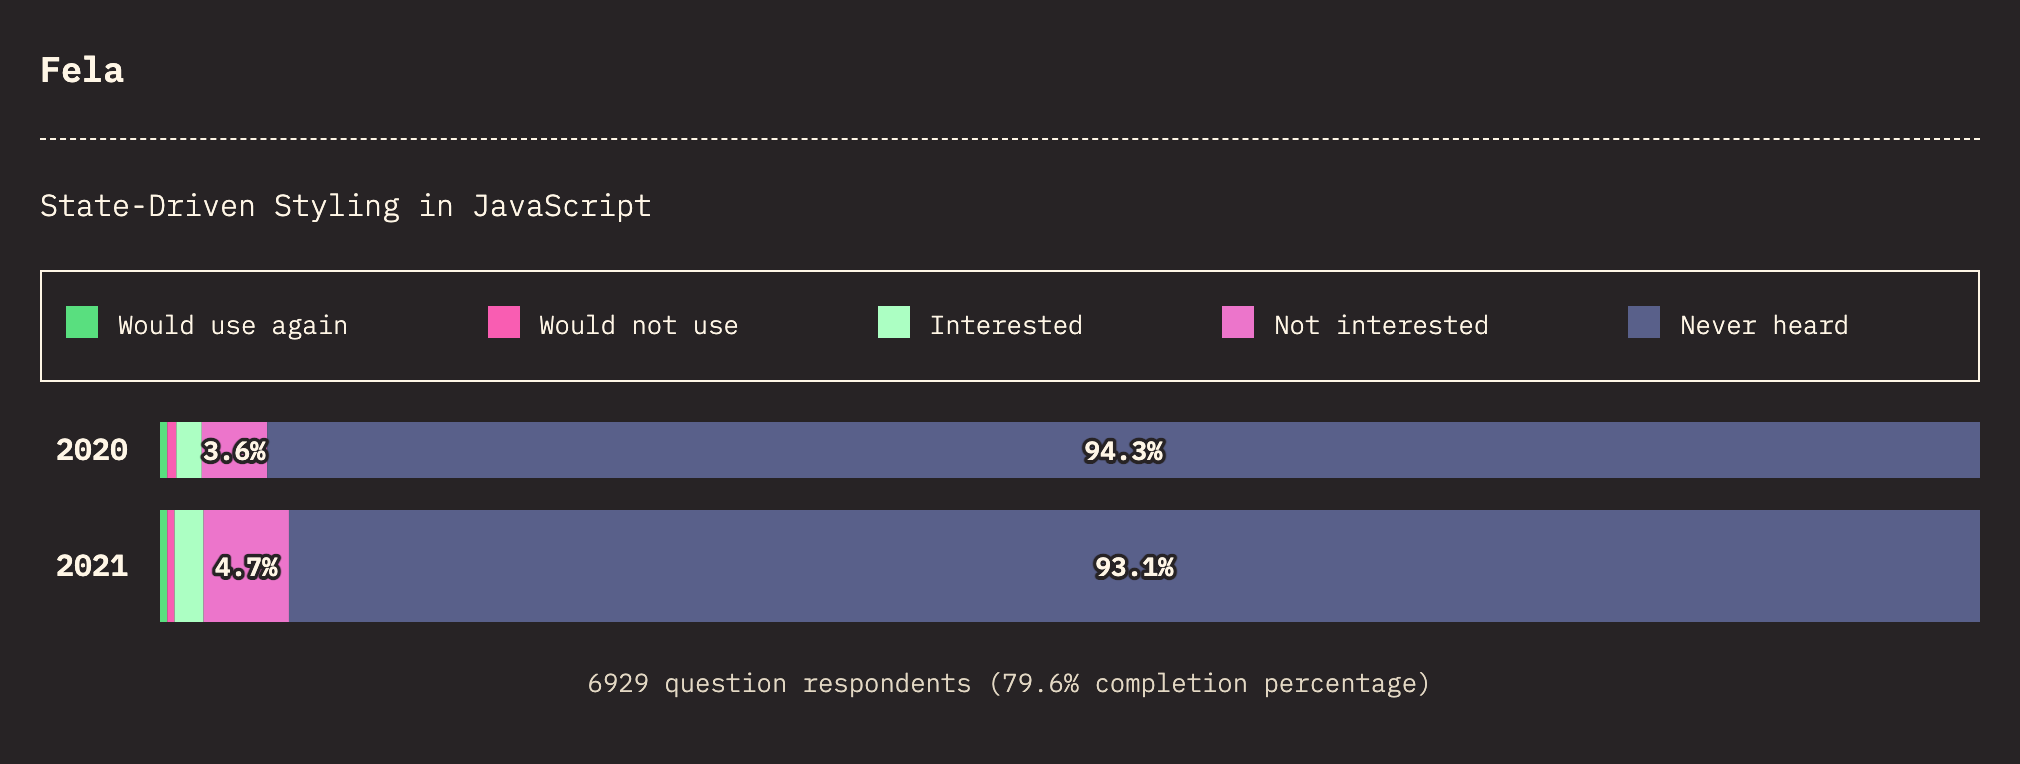 Fela
State-Driven Styling in JavaScript
Would use again Would not use Interested Not interested Never heard
2020 3.6% 94.3%
2021 4.7% 93.1%
6929 question respondents (79.6% completion percentage)